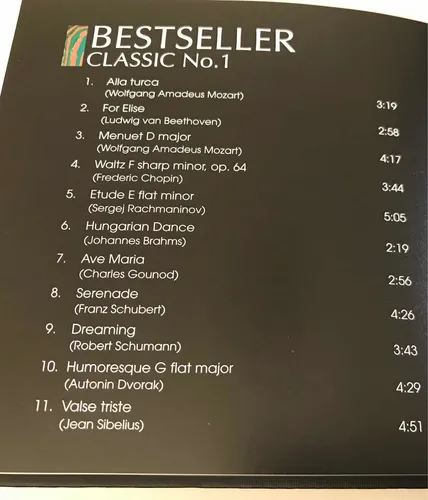 BESTSELLER
CLASSIC No.1
1. Alla turca
(Wolfgang Amadeus Mozart) 3:19
2. For Elise
(Ludwig van Beethoven) 2:58
3. Menuet D major
(Wolfgang Amadeus Mozart) 4:17
4. Waltz F sharp minor, op. 64
(Frederic Chopin) 3:44
5. Etude E flat minor
(Sergej Rachmaninov) 5:05
6. Hungarian Dance
(Johannes Brahms) 2:19
7. Ave Maria
(Charles Gounod) 2:56
8. Serenade
(Franz Schubert) 4:26
9. Dreaming
(Robert Schumann) 3:43
10. Humoresque G flat major
(Autonin Dvorak) 4:29
11. Valse triste
(Jean Sibelius) 4:51